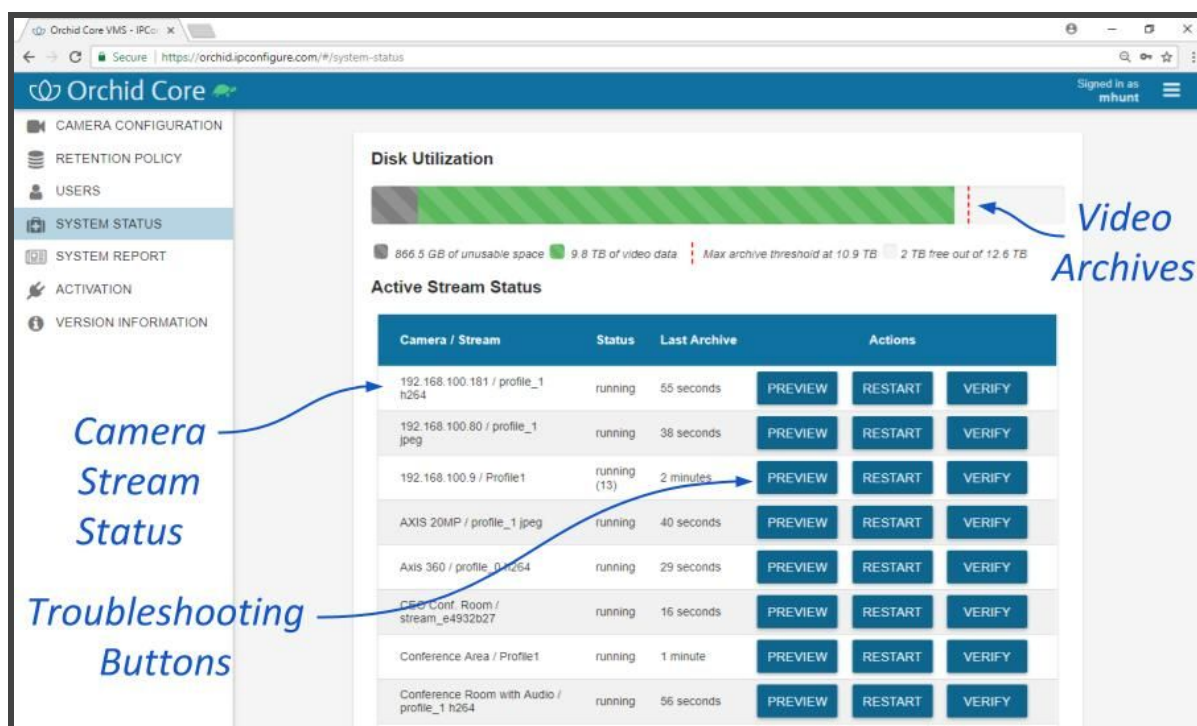 Orchid Core VMS - IPCo
Secure | https://orchid.ipconfigure.com/#/system-status
Orchid Core
Signed in as
mhunt
CAMERA CONFIGURATION
RETENTION POLICY
USERS
SYSTEM STATUS
SYSTEM REPORT
ACTIVATION
VERSION INFORMATION
Disk Utilization
866.5 GB of unusable space 9.8 TB of video data Max archive threshold at 10.9 TB 2 TB free out of 12.6 TB
Video
Archives
Active Stream Status
Camera / Stream Status Last Archive Actions
192.168.100.181 / profile_1
h264 running 55 seconds PREVIEW RESTART VERIFY
192.168.100.80 / profile_1
jpeg running 38 seconds PREVIEW RESTART VERIFY
192.168.100.9 / Profile1 running
(13) 2 minutes PREVIEW RESTART VERIFY
AXIS 20MP / profile_1 jpeg running 40 seconds PREVIEW RESTART VERIFY
Axis 360 / profile_0 h264 running 29 seconds PREVIEW RESTART VERIFY
CEO Conf. Room /
stream_e4932b27 running 16 seconds PREVIEW RESTART VERIFY
Conference Area / Profile1 running 1 minute PREVIEW RESTART VERIFY
Conference Room with Audio /
profile_1 h264 running 56 seconds PREVIEW RESTART VERIFY
Camera
Stream
Status
Troubleshooting
Buttons